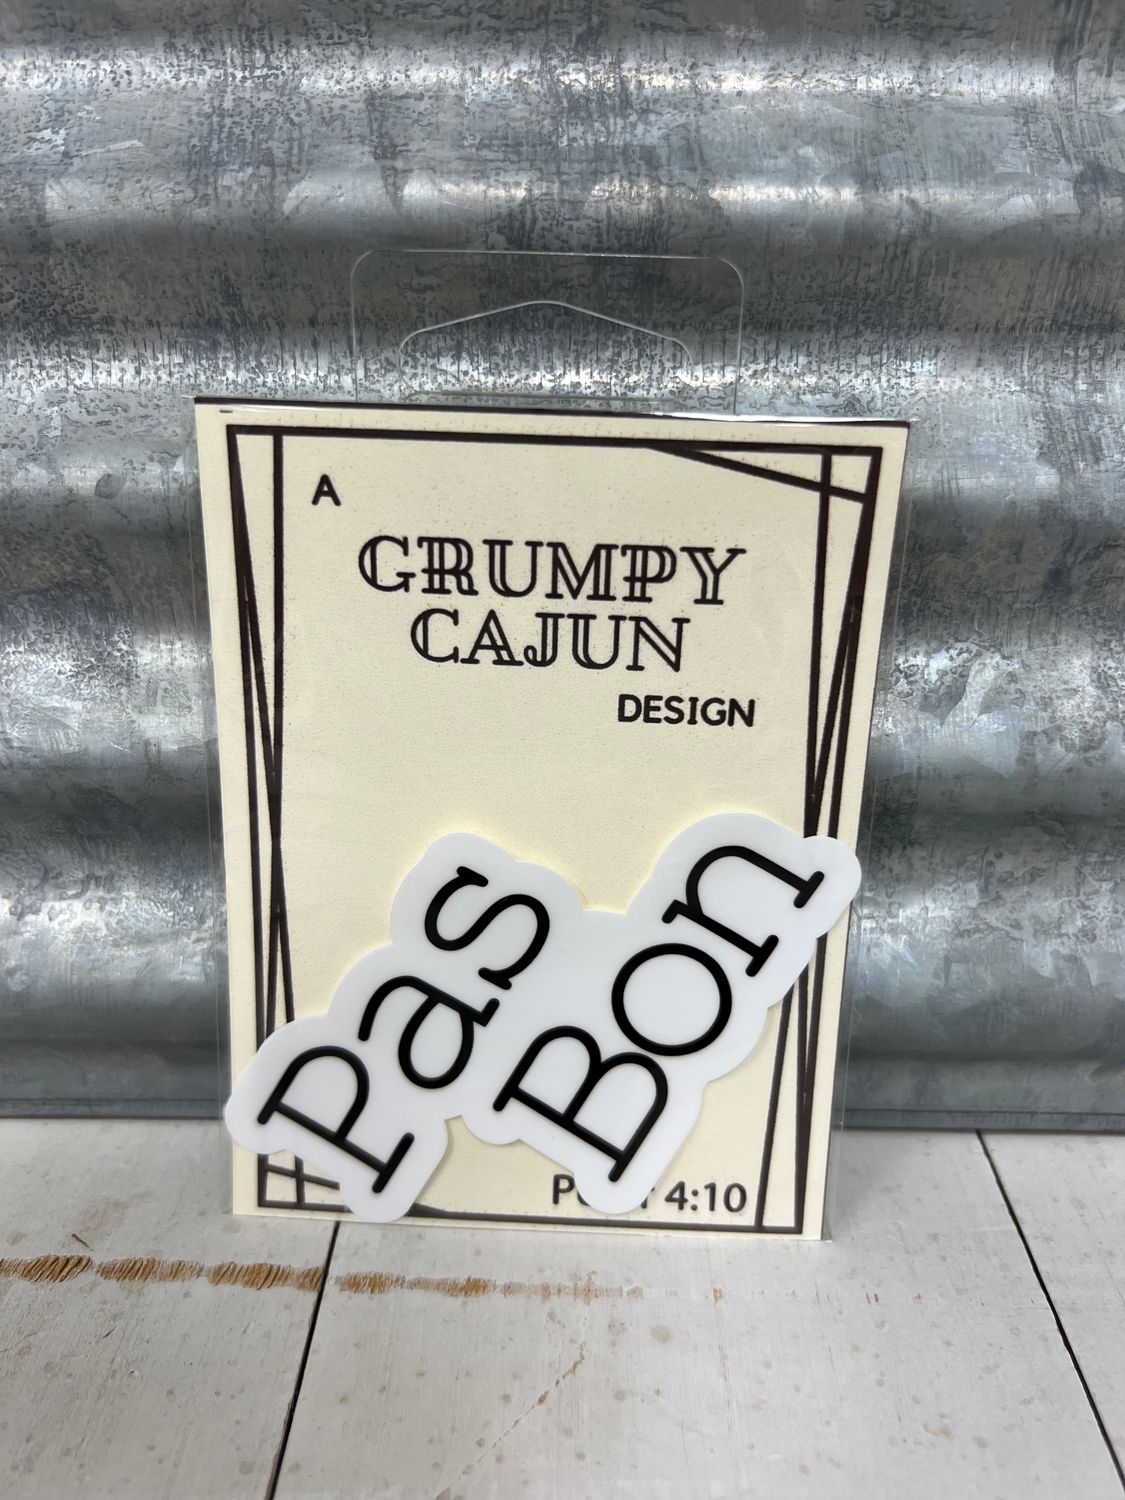 A
GRUMPY
CAJUN
DESIGN
Pas
Bon
4:10